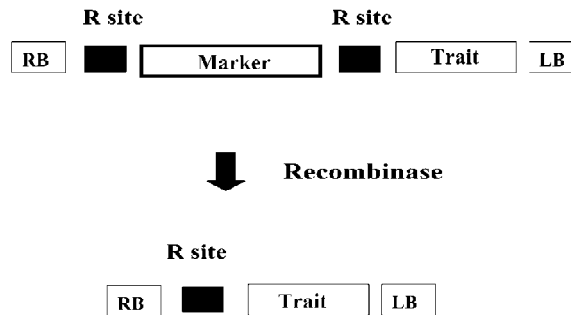 R site R site
RB Marker Trait LB
Recombinase
R site
RB Trait LB